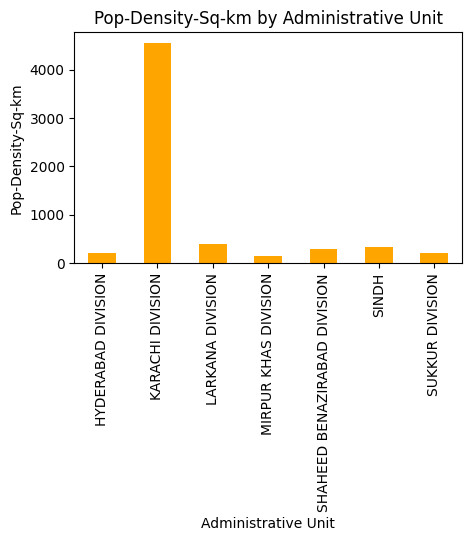 Pop-Density-Sq-km by Administrative Unit
Pop-Density-Sq-km
4000
3000
2000
1000
0
HYDERABAD DIVISION
KARACHI DIVISION
LARKANA DIVISION
MIRPUR KHAS DIVISION
SHAHEED BENAZIRABAD DIVISION
SINDH
SUKKUR DIVISION
Administrative Unit